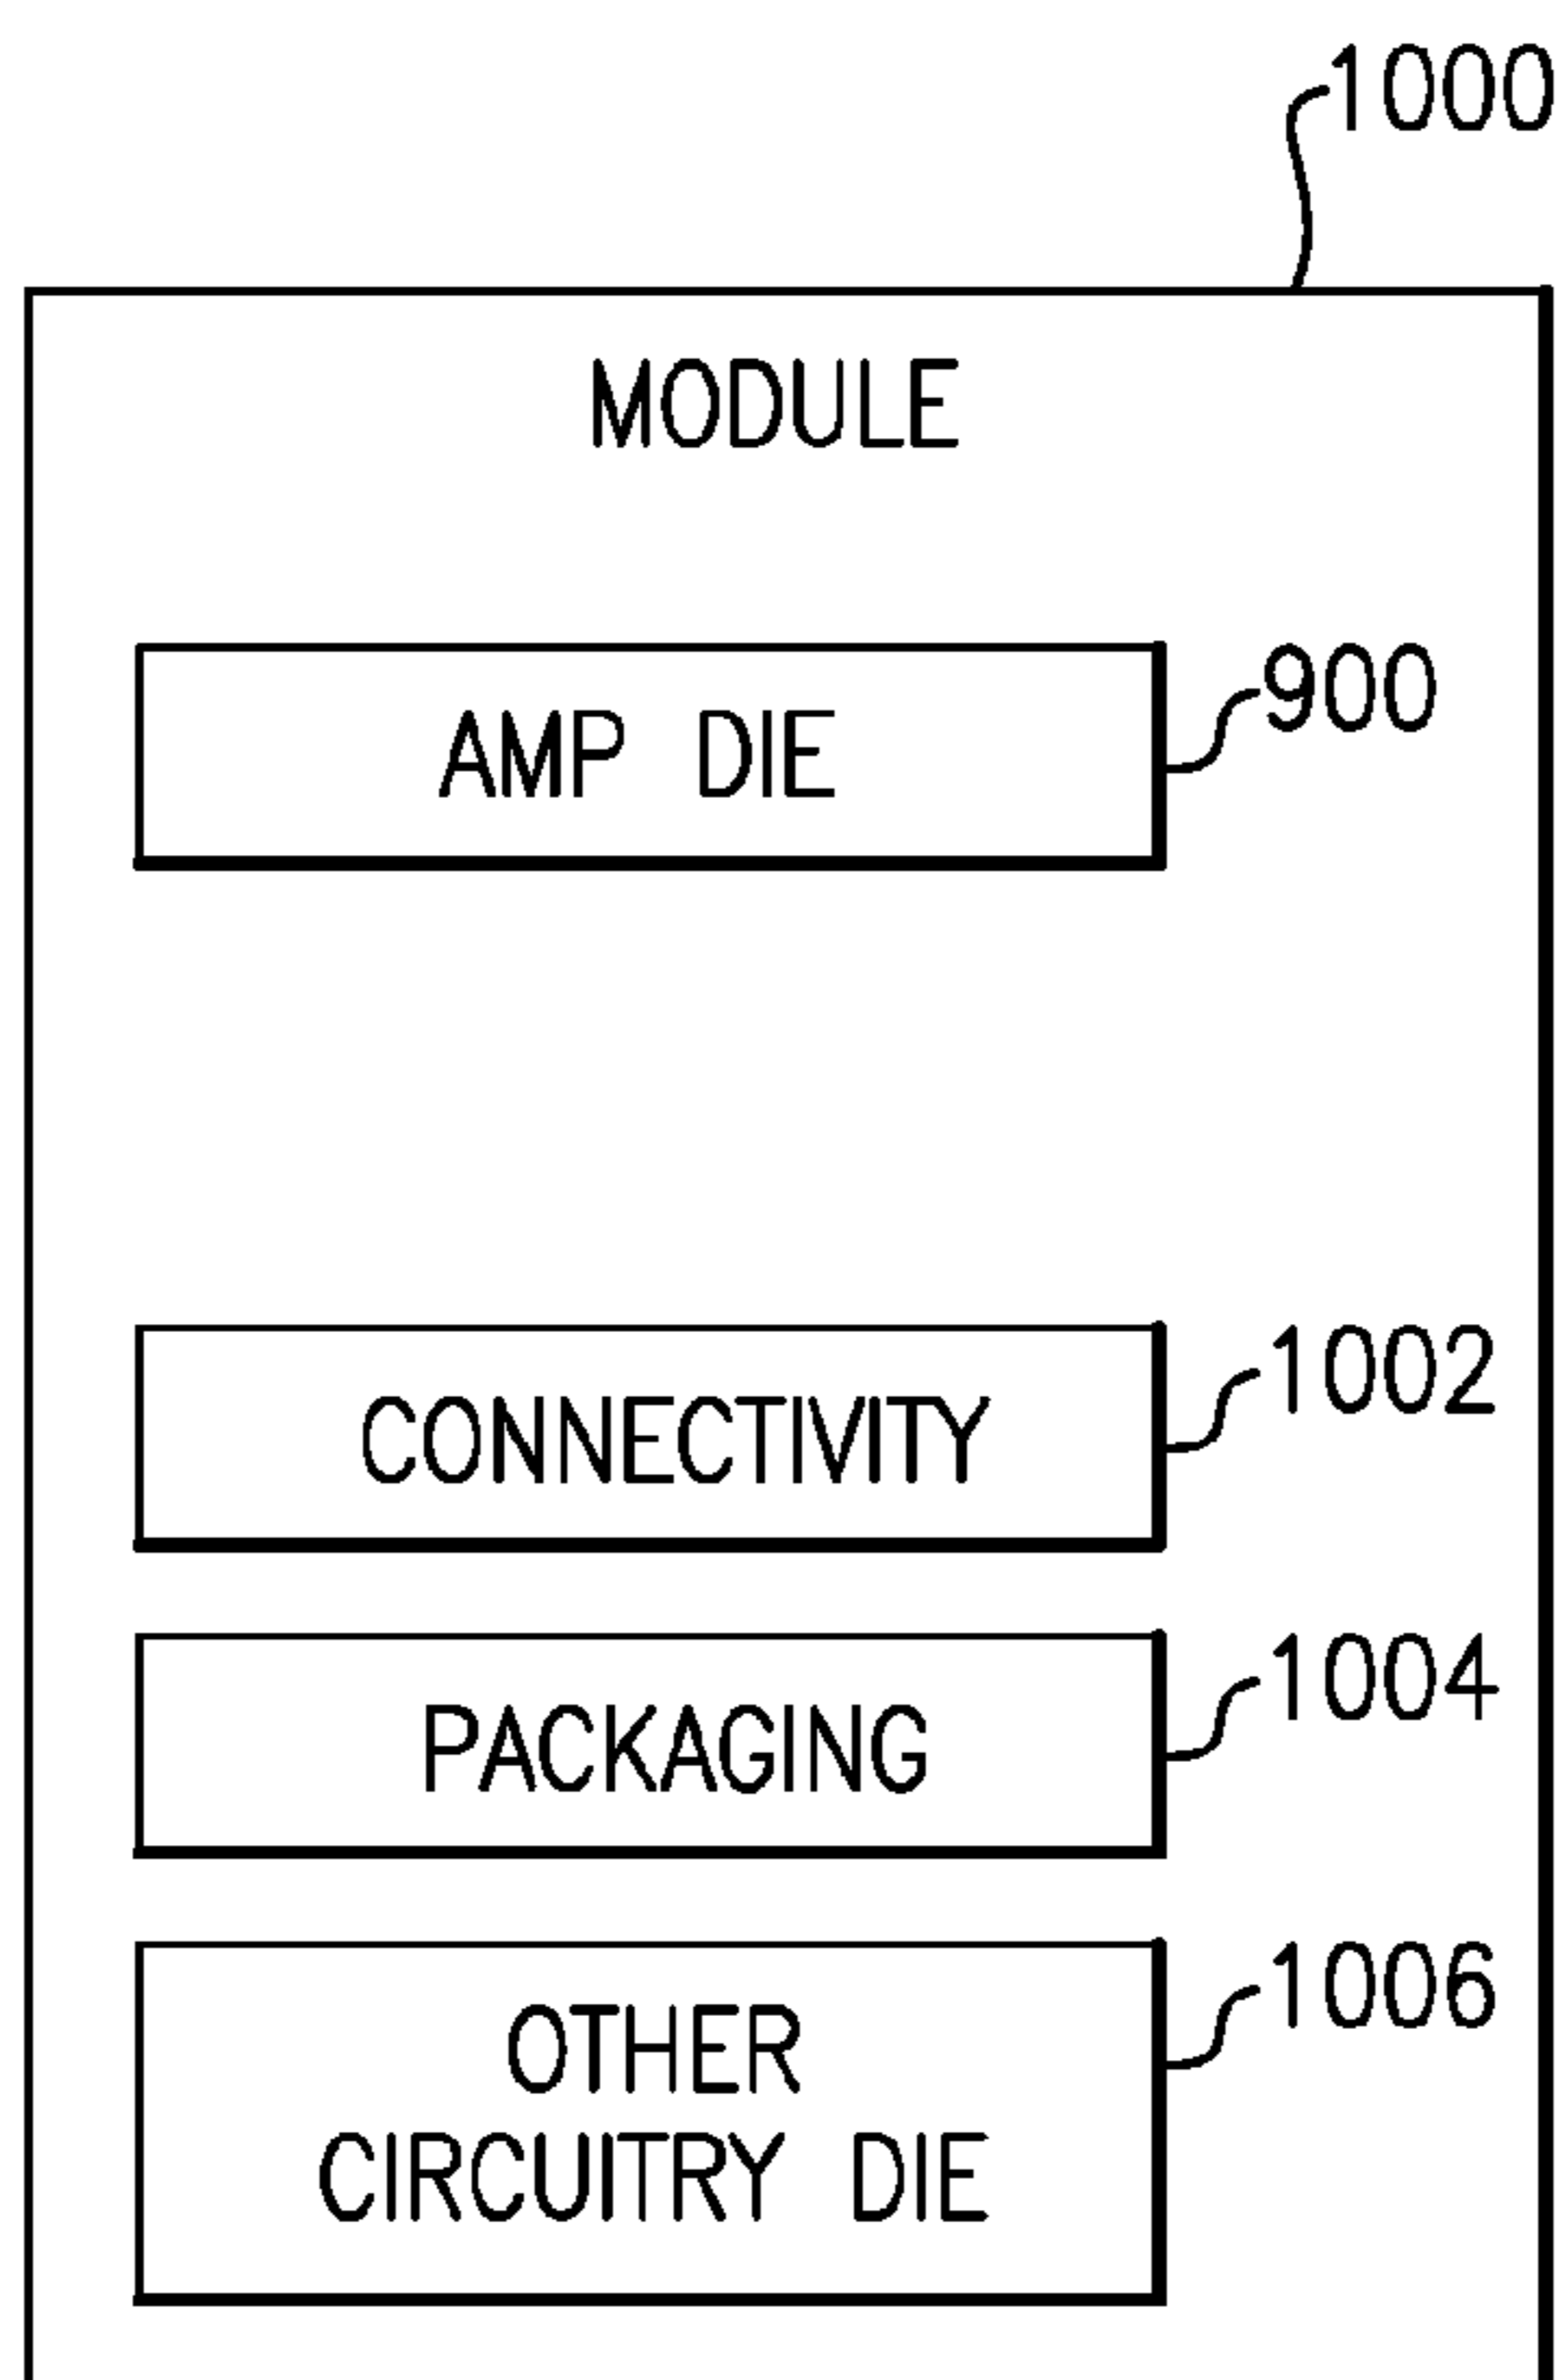 1000
MODULE
AMP DIE
900
CONNECTIVITY
1002
PACKAGING
1004
OTHER
CIRCUITRY DIE
1006